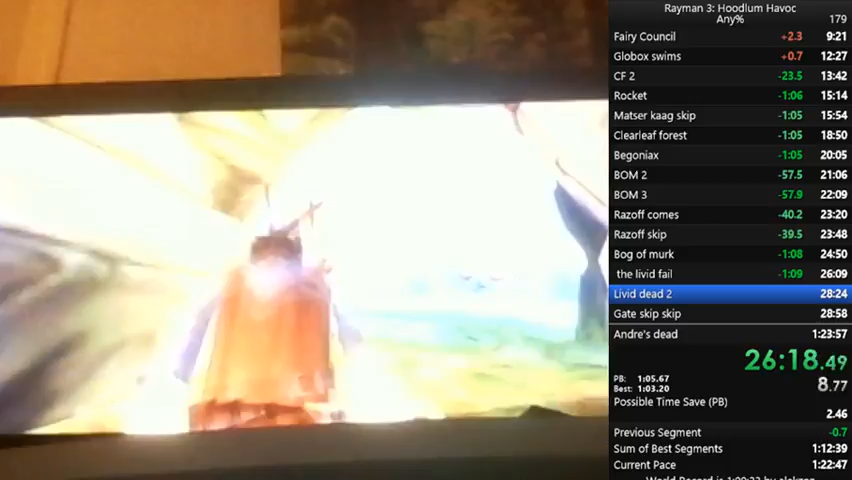 Rayman 3: Hoodlum Havoc
Any% 179
Fairy Council +2.3 9:21
Globox swims +0.7 12:27
CF 2 -23.5 13:42
Rocket -1:06 15:14
Matser kaag skip -1:05 15:54
Clearleaf forest -1:05 18:50
Begoniax -1:05 20:05
BOM 2 -57.5 21:06
BOM 3 -57.9 22:09
Razoff comes -40.2 23:20
Razoff skip -39.5 23:48
Bog of murk -1:08 24:50
the livid fail -1:09 26:09
Livid dead 2 28:24
Gate skip skip 28:58
Andre's dead 1:23:57
26:18.49
PB: 1:05.67
Best: 1:03.20
8.77
Possible Time Save (PB)
2.46
Previous Segment -0.7
Sum of Best Segments 1:12:39
Current Pace 1:22:47
World Record is